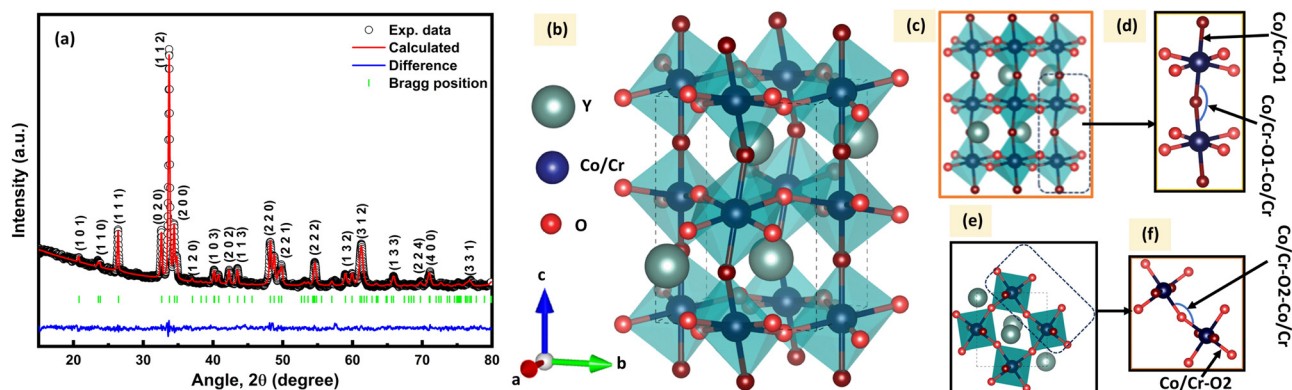 (a)
Exp. data
Calculated
Difference
Bragg position
Intensity (a.u.)
(1 0 1)
(1 1 0)
(1 1 1)
(0 2 0)
(1 1 2)
(2 0 0)
(1 2 0)
(1 0 3)
(2 0 2)
(1 1 3)
(2 2 0)
(2 2 1)
(2 2 2)
(1 3 2)
(3 1 2)
(1 3 3)
(2 2 4)
(4 0 0)
(3 3 1)
20 30 40 50 60 70 80
Angle, 2θ (degree)
(b)
Y
Co/Cr
O
c
a
b
(c)
(d)
Co/Cr-O1
Co/Cr-O1-Co/Cr
(e)
(f)
Co/Cr-O2-Co/Cr
Co/Cr-O2